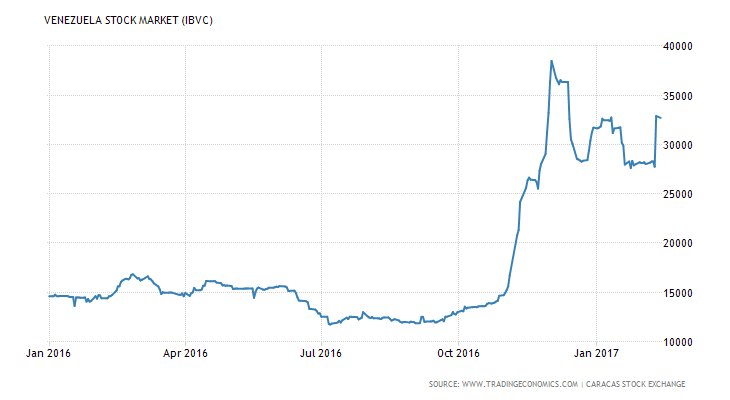 VENEZUELA STOCK MARKET (IBVC)
40000
35000
30000
25000
20000
15000
10000
Jan 2016 Apr 2016 Jul 2016 Oct 2016 Jan 2017
SOURCE: WWW.TRADINGECONOMICS.COM | CARACAS STOCK EXCHANGE